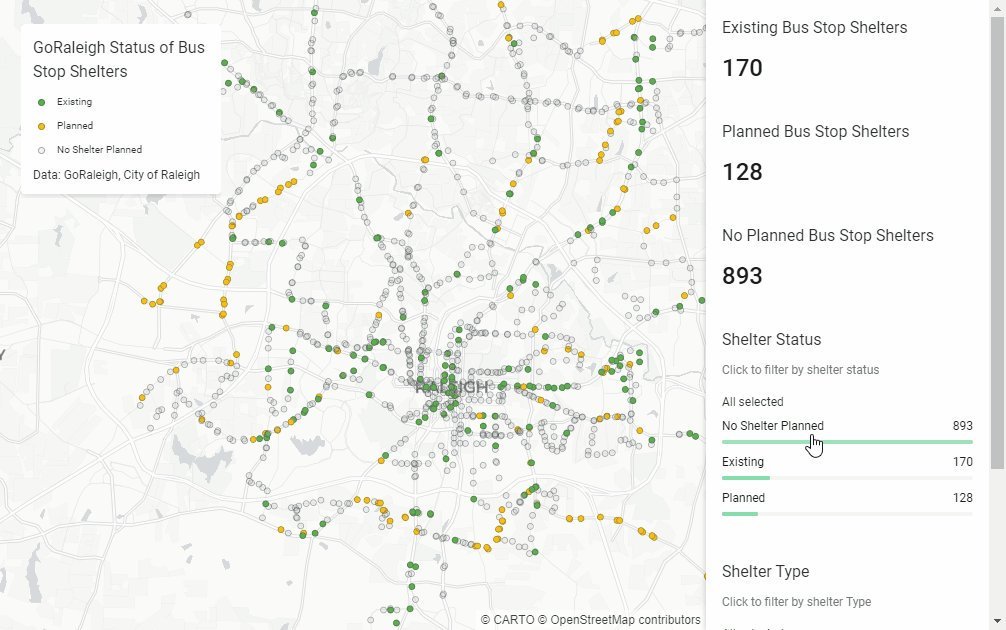 GoRaleigh Status of Bus
Stop Shelters
Existing
Planned
No Shelter Planned
Data: GoRaleigh, City of Raleigh
RALEIGH
© CARTO © OpenStreetMap contributors
Existing Bus Stop Shelters
170
Planned Bus Stop Shelters
128
No Planned Bus Stop Shelters
893
Shelter Status
Click to filter by shelter status
All selected
No Shelter Planned 893
Existing 170
Planned 128
Shelter Type
Click to filter by shelter Type